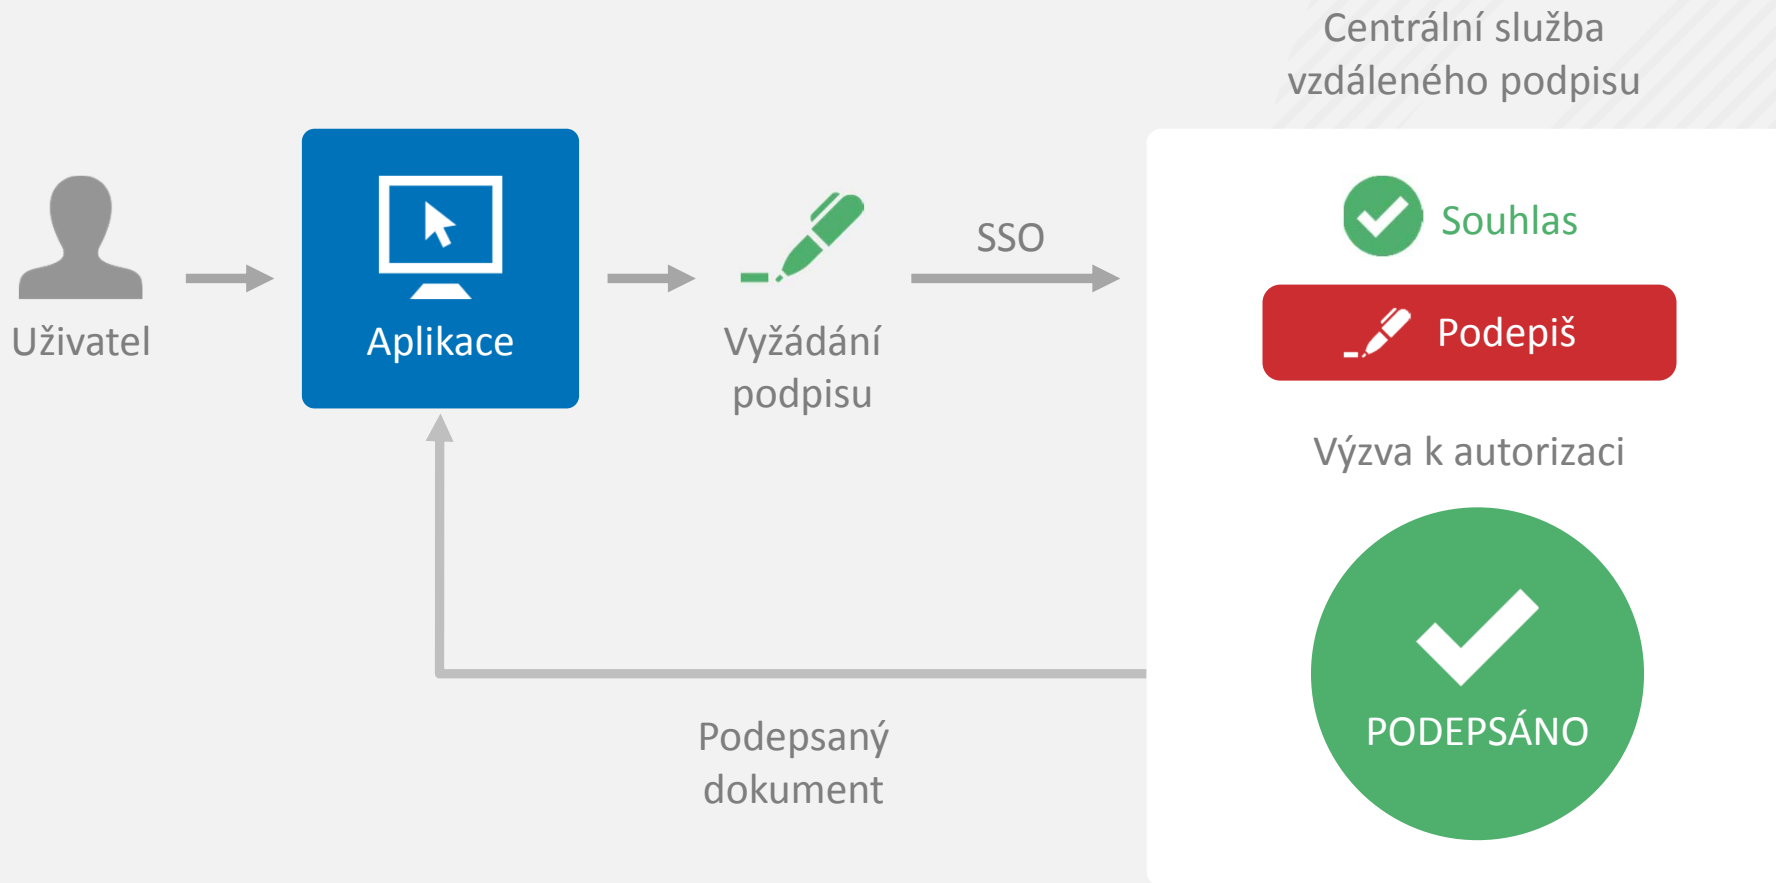 Centrální služba
vzdáleného podpisu
Uživatel
Aplikace
Vyžádání
podpisu
SSO
Souhlas
Podepiš
Výzva k autorizaci
PODEPSÁNO
Podepsaný
dokument